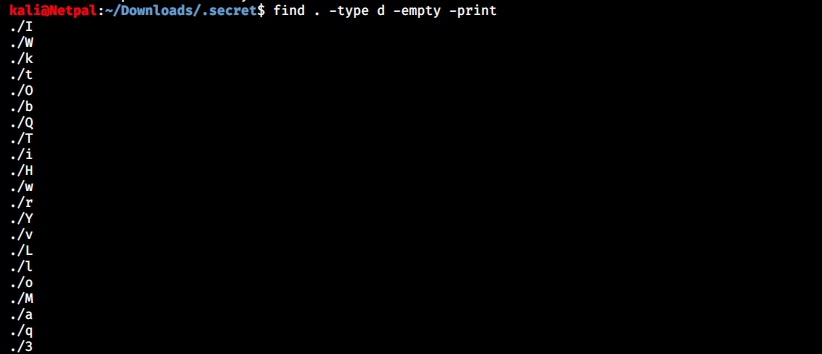 kali@Netpal:~/Downloads/.secret$ find . -type d -empty -print
./I
./W
./k
./t
./O
./b
./Q
./T
./i
./H
./w
./r
./Y
./v
./L
./l
./o
./M
./a
./q
./3